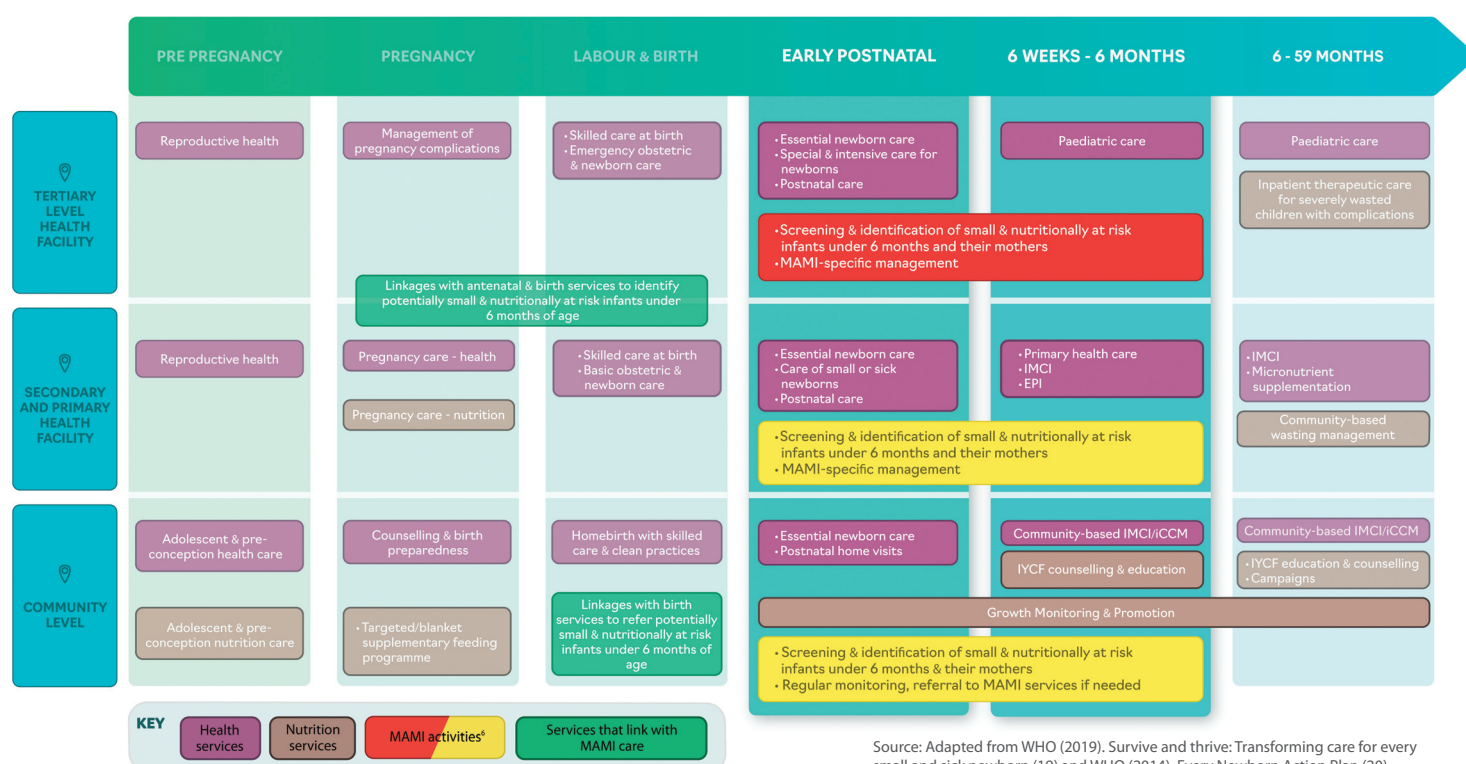 PRE PREGNANCY
PREGNANCY
LABOUR & BIRTH
EARLY POSTNATAL
6 WEEKS - 6 MONTHS
6 - 59 MONTHS
TERTIARY
LEVEL
HEALTH
FACILITY
Reproductive health
Management of
pregnancy complications
• Skilled care at birth
• Emergency obstetric
& newborn care
• Essential newborn care
• Special & intensive care for
newborns
• Postnatal care
Paediatric care
Paediatric care
Inpatient therapeutic care
for severely wasted
children with complications
• Screening & identification of small & nutritionally at risk
infants under 6 months and their mothers
• MAMI-specific management
Linkages with antenatal & birth services to identify
potentially small & nutritionally at risk infants under
6 months of age
SECONDARY
AND PRIMARY
HEALTH
FACILITY
Reproductive health
Pregnancy care - health
Pregnancy care - nutrition
• Skilled care at birth
• Basic obstetric &
newborn care
• Essential newborn care
• Care of small or sick
newborns
• Postnatal care
• Primary health care
• IMCI
• EPI
• IMCI
• Micronutrient
supplementation
Community-based
wasting management
• Screening & identification of small & nutritionally at risk
infants under 6 months and their mothers
• MAMI-specific management
COMMUNITY
LEVEL
Adolescent & pre-
conception health care
Adolescent & pre-
conception nutrition care
Counselling & birth
preparedness
• Targeted/blanket
supplementary feeding
programme
Homebirth with skilled
care & clean practices
Linkages with birth
services to refer potentially
small & nutritionally at risk
infants under 6 months of
age
• Essential newborn care
• Postnatal home visits
Community-based IMCI/iCCM
IYCF counselling & education
Community-based IMCI/iCCM
• IYCF education & counselling
• Campaigns
Growth Monitoring & Promotion
• Screening & identification of small & nutritionally at risk
infants under 6 months & their mothers
• Regular monitoring, referral to MAMI services if needed
KEY
Health
services
Nutrition
services
MAMI activities⁶
Services that link with
MAMI care
Source: Adapted from WHO (2019). Survive and thrive: Transforming care for every
small and sick newborn (19) and WHO (2014). Every Newborn Action Plan (20)